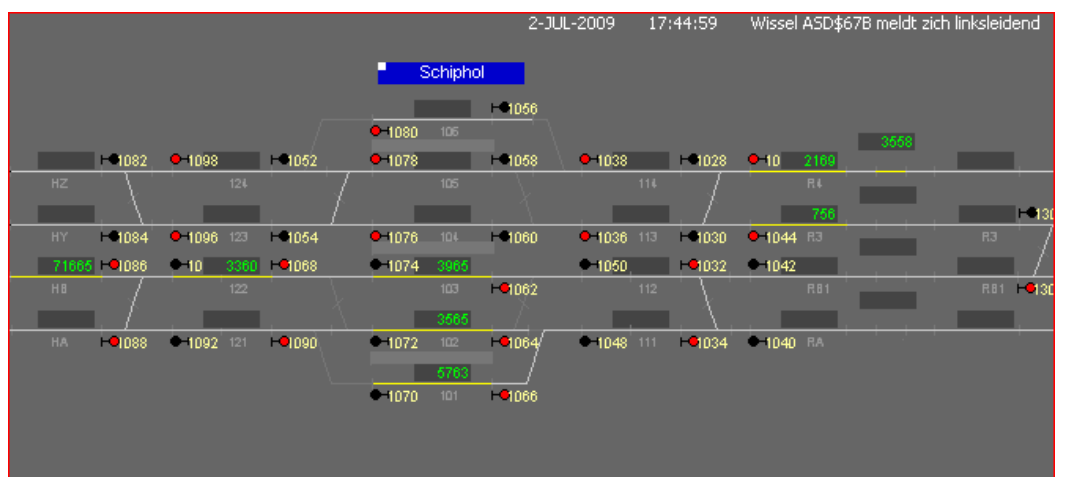 2-JUL-2009 17:44:59 Wissel ASD$67B meldt zich linksleidend
Schiphol
1056
1080 106
3558
1082 1098 1052 1078 1058 1038 1028 10 2169
HZ 124 105 114 R4
756
130
HY 1084 1096 123 1054 1076 104 1060 1036 113 1030 1044 R3 R3
71665 1086 10 3360 1068 1074 3965 1050 1032 1042
HB 122 103 1062 112 RB1 RB1 130
3565
HA 1088 1092 121 1090 1072 102 1064 1048 111 1034 1040 RA
5763
1070 101 1066